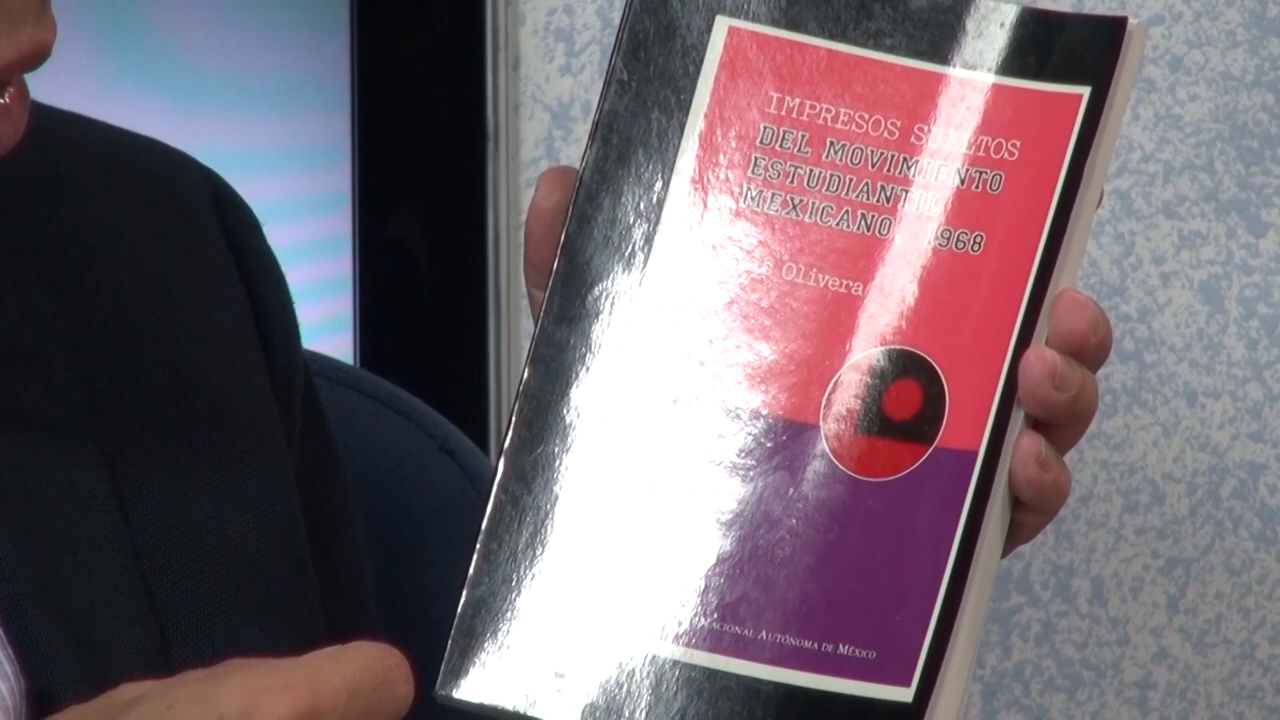 IMPRESOS SUELTOS
DEL MOVIMIENTO
ESTUDIANTIL
MEXICANO, 1968
Olivera
NACIONAL AUTÓNOMA DE MÉXICO